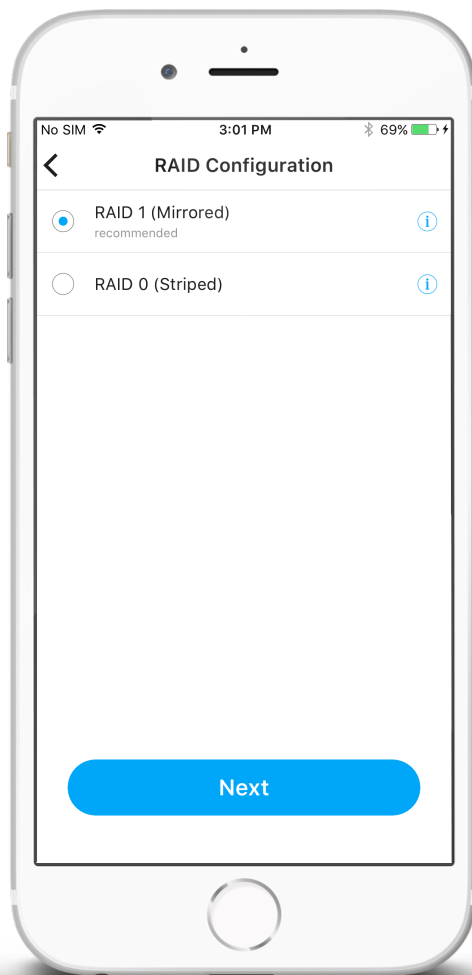 No SIM 3:01 PM 69%
RAID Configuration
RAID 1 (Mirrored)
recommended
i
RAID 0 (Striped)
i
Next